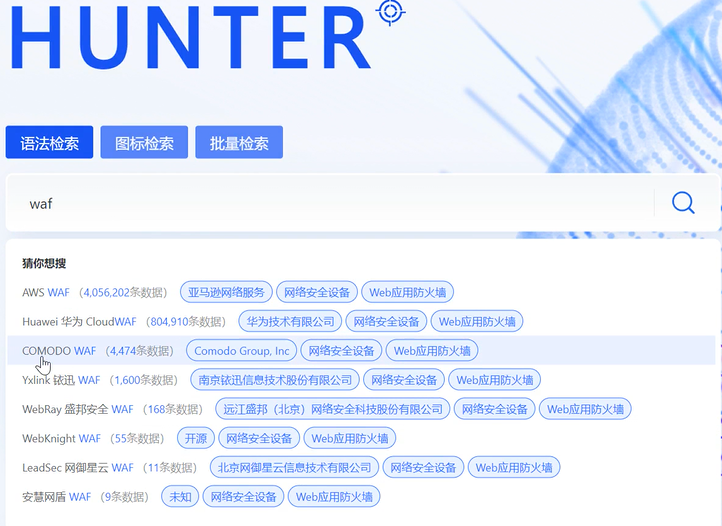 HUNTER
语法检索 图标检索 批量检索
waf
猜你想搜
AWS WAF (4,056,202条数据) 亚马逊网络服务 网络安全设备 Web应用防火墙
Huawei 华为 CloudWAF (804,910条数据) 华为技术有限公司 网络安全设备 Web应用防火墙
COMODO WAF (4,474条数据) Comodo Group, Inc 网络安全设备 Web应用防火墙
Yxlink 铱迅 WAF (1,600条数据) 南京铱迅信息技术股份有限公司 网络安全设备 Web应用防火墙
WebRay 盛邦安全 WAF (168条数据) 远江盛邦（北京）网络安全科技股份有限公司 网络安全设备 Web应用防火墙
WebKnight WAF (55条数据) 开源 网络安全设备 Web应用防火墙
LeadSec 网御星云 WAF (11条数据) 北京网御星云信息技术有限公司 网络安全设备 Web应用防火墙
安慧网盾 WAF (9条数据) 未知 网络安全设备 Web应用防火墙